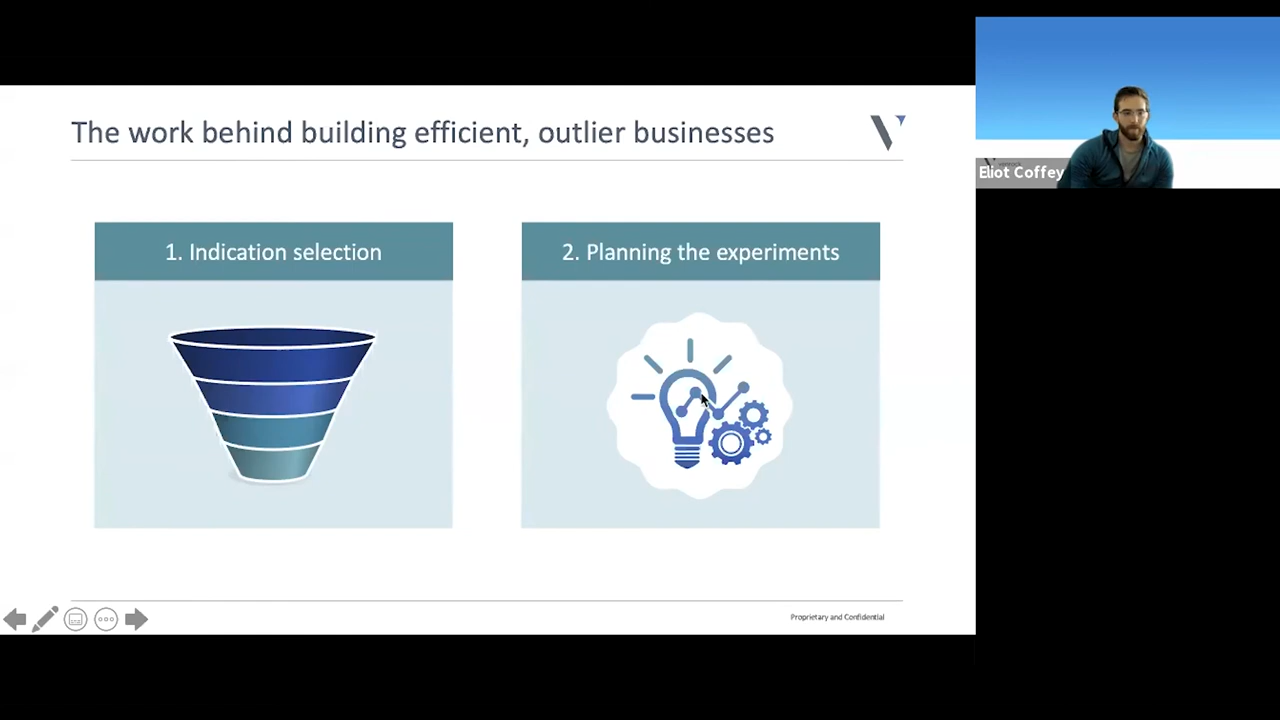 The work behind building efficient, outlier businesses
1. Indication selection
2. Planning the experiments
Proprietary and Confidential
Eliot Coffey